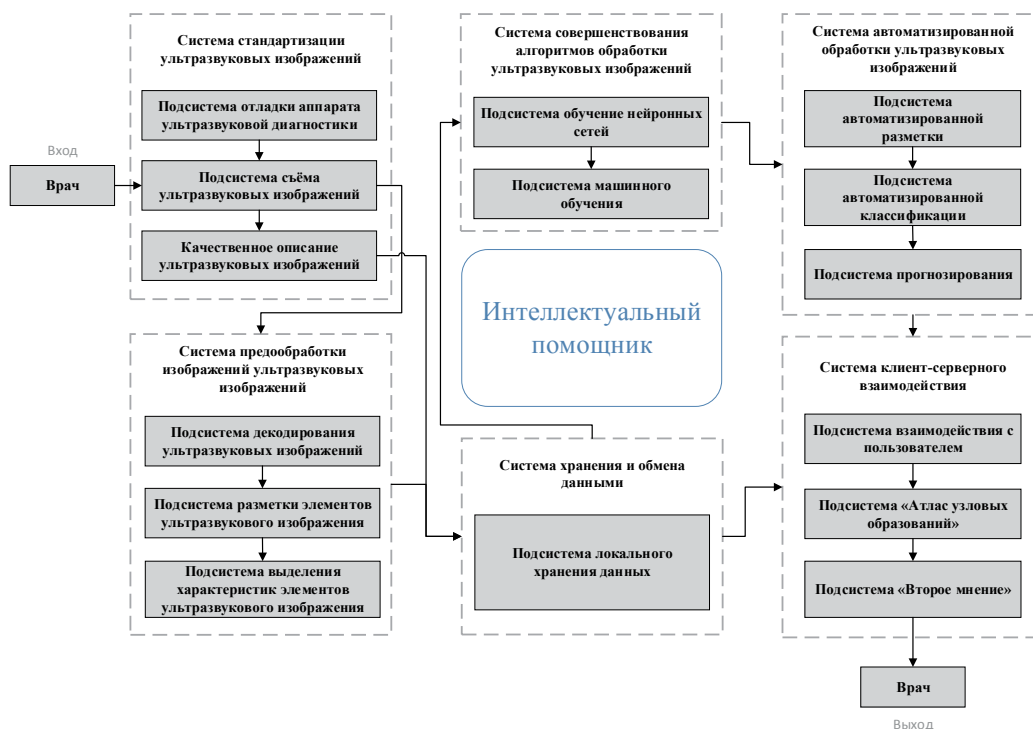 Система стандартизации
ультразвуковых изображений
Подсистема отладки аппарата
ультразвуковой диагностики
Вход
Врач
Подсистема съёма
ультразвуковых изображений
Качественное описание
ультразвуковых изображений
Система предообработки
изображений ультразвуковых
изображений
Подсистема декодирования
ультразвуковых изображений
Подсистема разметки элементов
ультразвукового изображения
Подсистема выделения
характеристик элементов
ультразвукового изображения
Система совершенствования
алгоритмов обработки
ультразвуковых изображений
Подсистема обучение нейронных
сетей
Подсистема машинного
обучения
Интеллектуальный
помощник
Система хранения и обмена
данными
Подсистема локального
хранения данных
Система автоматизированной
обработки ультразвуковых
изображений
Подсистема
автоматизированной
разметки
Подсистема
автоматизированной
классификации
Подсистема прогнозирования
Система клиент-серверного
взаимодействия
Подсистема взаимодействия с
пользователем
Подсистема «Атлас узловых
образований»
Подсистема «Второе мнение»
Врач
Выход